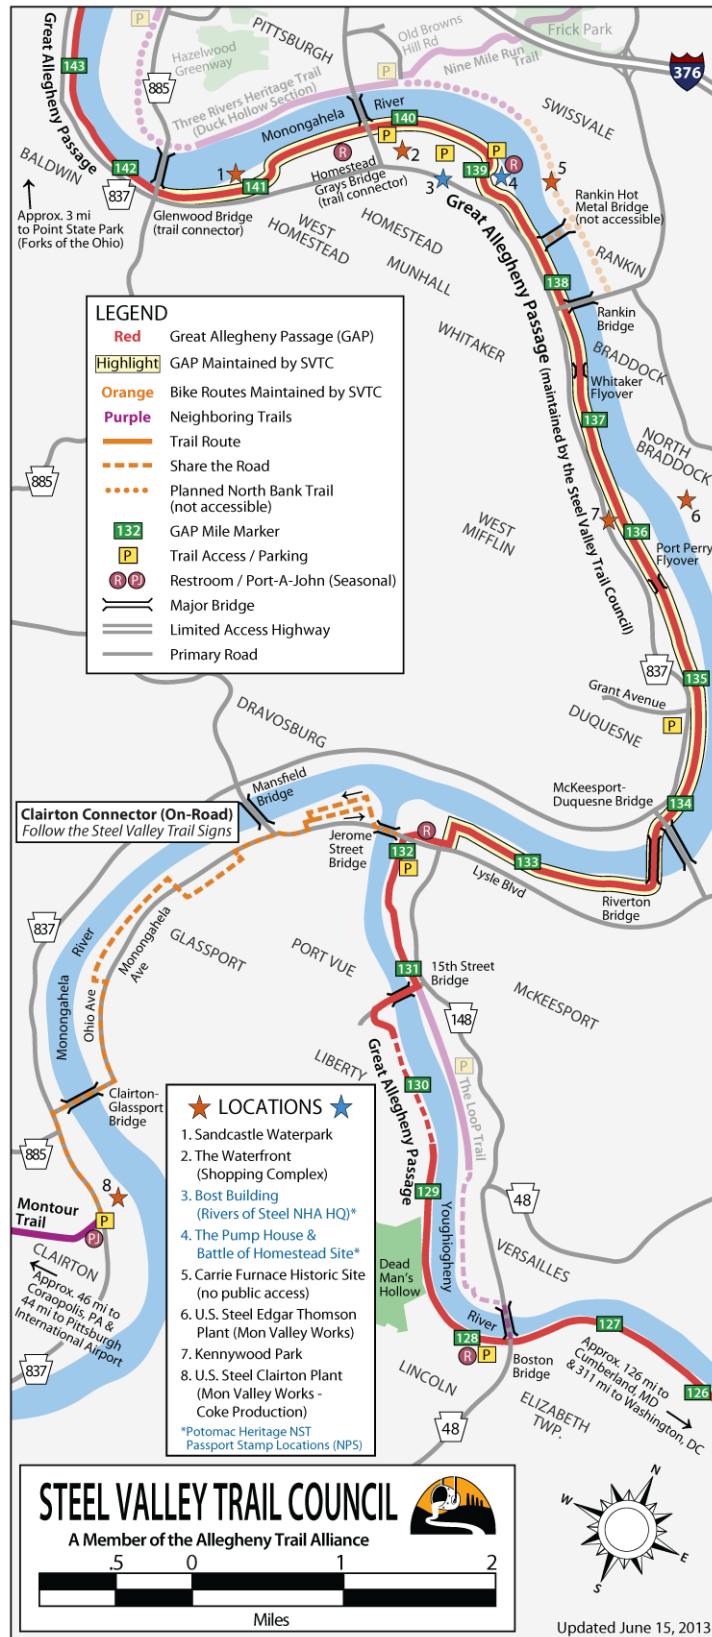 Great Allegheny Passage
143
PITTSBURGH
P
Hazelwood
Greenway
885
Old Browns
Hill Rd
Frick Park
376
P
Nine Mile Run
Trail
Three Rivers Heritage Trail
(Duck Hollow Section)
SWISSVALE
Monongahela
River
140
P
BALDWIN
142
837
1
141
R
Homestead
Grays Bridge
(trail connector)
2
P
3
P
139
R
4
5
Rankin Hot
Metal Bridge
(not accessible)
Approx. 3 mi
to Point State Park
(Forks of the Ohio)
Glenwood Bridge
(trail connector)
WEST
HOMESTEAD
HOMESTEAD
MUNHALL
WHITAKER
Great Allegheny Passage (maintained by the Steel Valley Trail Council)
138
RANKIN
Rankin
Bridge
BRADDOCK
Whitaker
Flyover
137
NORTH
BRADDOCK
6
7
136
WEST
MIFFLIN
Port Perry
Flyover
885
LEGEND
Red Great Allegheny Passage (GAP)
Highlight GAP Maintained by SVTC
Orange Bike Routes Maintained by SVTC
Purple Neighboring Trails
Trail Route
Share the Road
Planned North Bank Trail
(not accessible)
132 GAP Mile Marker
P Trail Access / Parking
R PJ Restroom / Port-A-John (Seasonal)
Major Bridge
Limited Access Highway
Primary Road
837
135
Grant Avenue
DUQUESNE
P
DRAVOSBURG
McKeesport-
Duquesne Bridge
134
Mansfield
Bridge
Clairton Connector (On-Road)
Follow the Steel Valley Trail Signs
Jerome
Street
Bridge
R
132
P
133
Lysle Blvd
Riverton
Bridge
837
Monongahela
River
Monongahela
Ave
GLASSPORT
PORT VUE
131
15th Street
Bridge
McKEESPORT
148
Ohio Ave
LIBERTY
Great Allegheny Passage
P
The Loop Trail
130
Clairton-
Glassport
Bridge
885
8
Montour
Trail
P
PJ
CLAIRTON
Approx. 46 mi to
Coraopolis, PA &
44 mi to Pittsburgh
International Airport
837
LOCATIONS
1. Sandcastle Waterpark
2. The Waterfront
(Shopping Complex)
3. Bost Building
(Rivers of Steel NHA HQ)*
4. The Pump House &
Battle of Homestead Site*
5. Carrie Furnace Historic Site
(no public access)
6. U.S. Steel Edgar Thomson
Plant (Mon Valley Works)
7. Kennywood Park
8. U.S. Steel Clairton Plant
(Mon Valley Works -
Coke Production)
*Potomac Heritage NST
Passport Stamp Locations (NPS)
129
Youghiogheny
River
48
VERSAILLES
Dead
Man's
Hollow
128
R
P
Boston
Bridge
127
126
Approx. 126 mi to
Cumberland, MD
& 311 mi to Washington, DC
LINCOLN
48
ELIZABETH
TWP.
STEEL VALLEY TRAIL COUNCIL
A Member of the Allegheny Trail Alliance
.5 0 1 2
Miles
N
W
E
S
Updated June 15, 2013